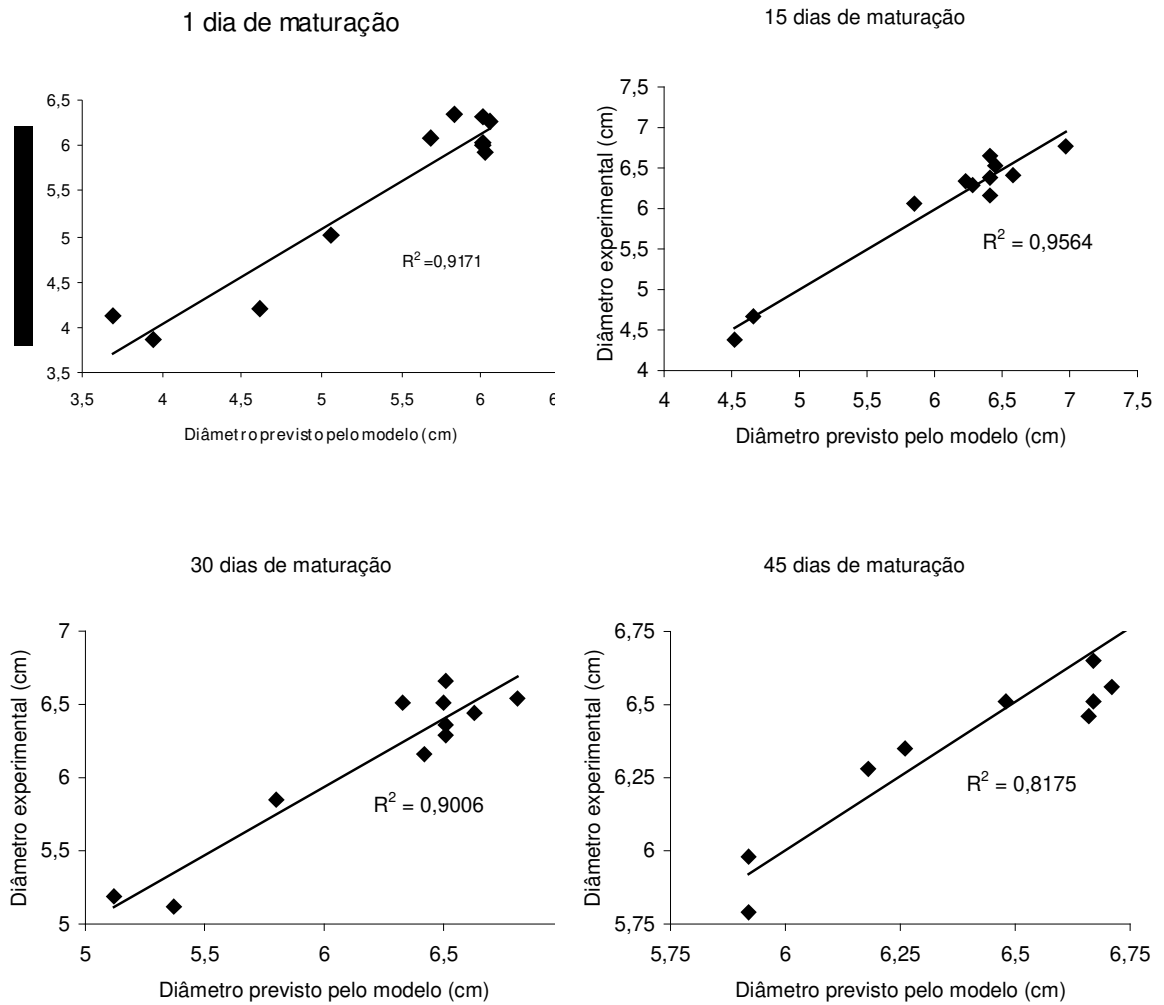 1 dia de maturação
6,5
6
5,5
5
4,5
4
3,5
3,5 4 4,5 5 5,5 6
R² =0,9171
Diâmetro previsto pelo modelo (cm)
15 dias de maturação
Diâmetro experimental (cm)
7,5
7
6,5
6
5,5
5
4,5
4
4 4,5 5 5,5 6 6,5 7 7,5
R² = 0,9564
Diâmetro previsto pelo modelo (cm)
30 dias de maturação
Diâmetro experimental (cm)
7
6,5
6
5,5
5
5 5,5 6 6,5
R² = 0,9006
Diâmetro previsto pelo modelo (cm)
45 dias de maturação
Diâmetro experimental (cm)
6,75
6,5
6,25
6
5,75
5,75 6 6,25 6,5 6,75
R² = 0,8175
Diâmetro previsto pelo modelo (cm)